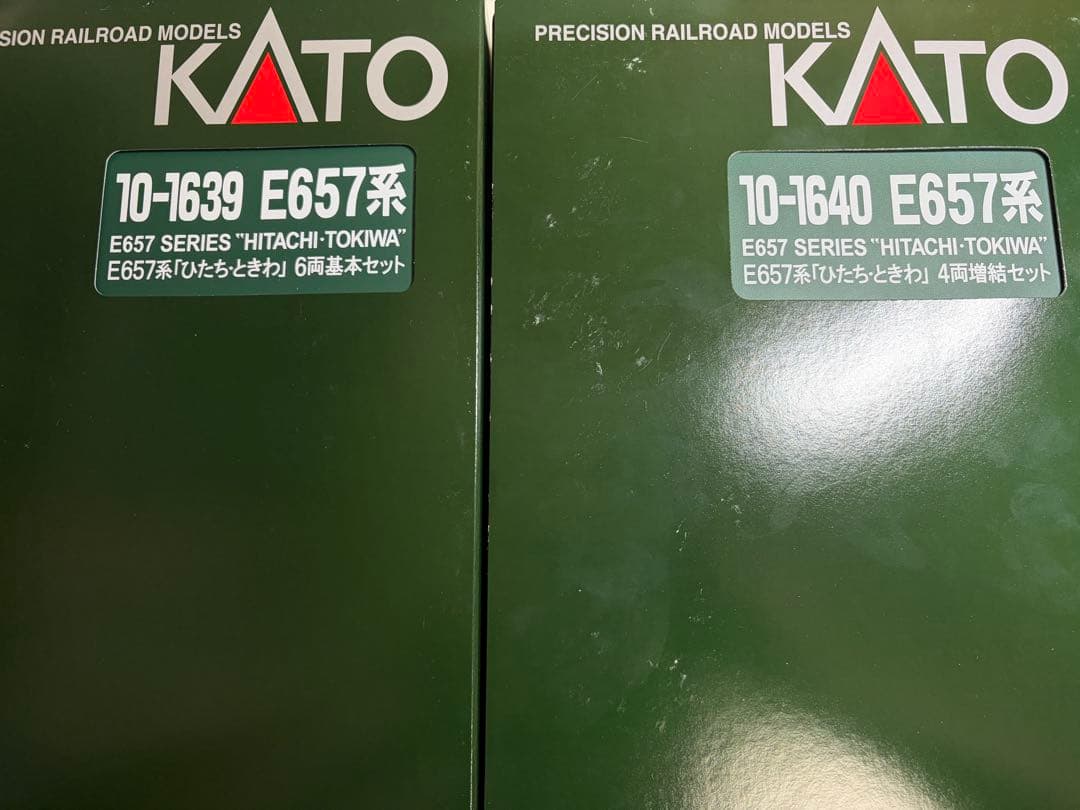 SION RAILROAD MODELS
KATO
10-1639 E657系
E657 SERIES "HITACHI・TOKIWA"
E657系「ひたち・ときわ」 6両基本セット
PRECISION RAILROAD MODELS
KATO
10-1640 E657系
E657 SERIES "HITACHI・TOKIWA"
E657系「ひたち・ときわ」 4両増結セット